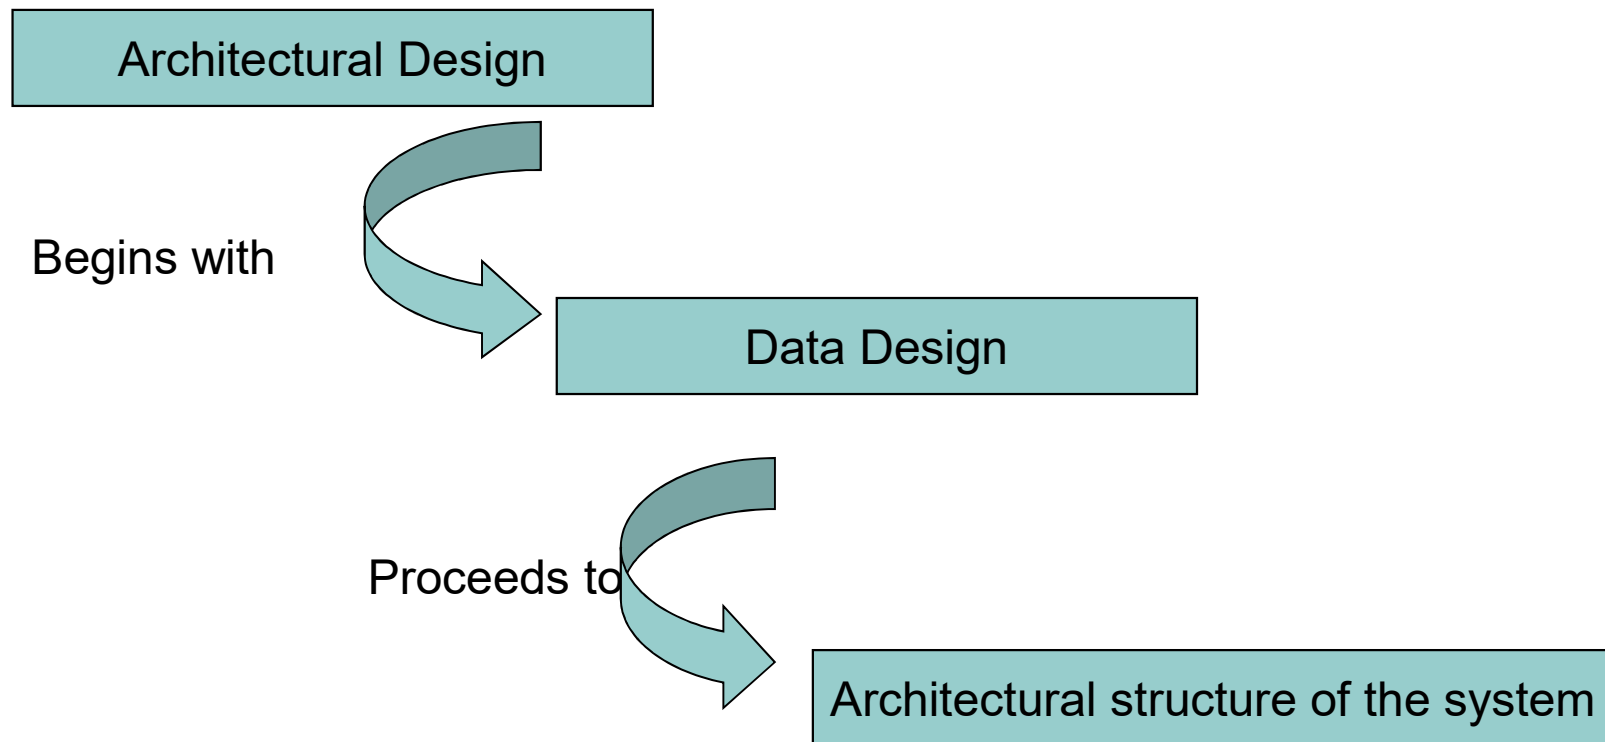 Architectural Design
Begins with
Data Design
Proceeds to
Architectural structure of the system